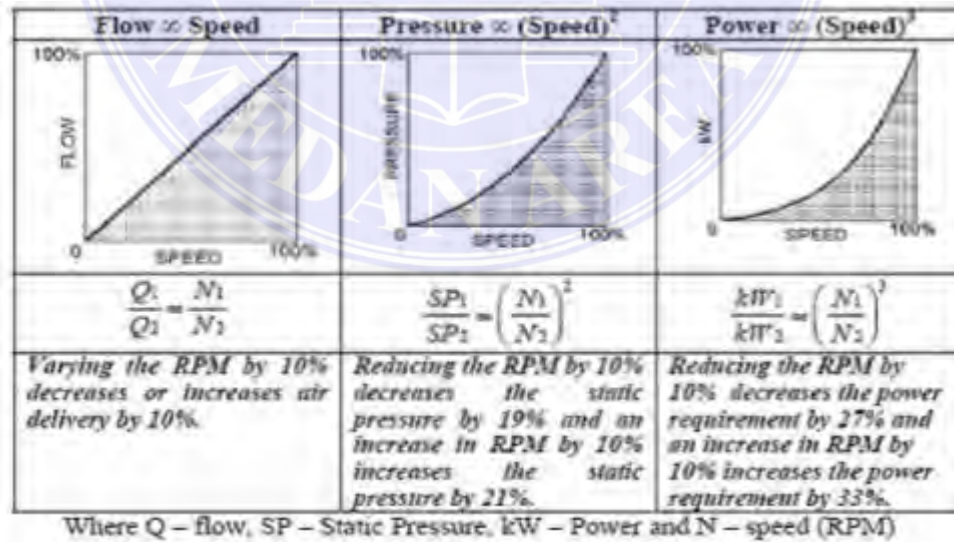 Flow ∞ Speed
Pressure ∞ (Speed)²
Power ∞ (Speed)³
100%
FLOW
0
SPEED
100%
100%
PRESSURE
0
SPEED
100%
100%
kW
0
SPEED
100%
Q1/Q2 = N1/N2
SP1/SP2 = (N1/N2)²
kW1/kW2 = (N1/N2)³
Varying the RPM by 10%
decreases or increases air
delivery by 10%.
Reducing the RPM by 10%
decreases the static
pressure by 19% and an
increase in RPM by 10%
increases the static
pressure by 21%.
Reducing the RPM by
10% decreases the power
requirement by 27% and
an increase in RPM by
10% increases the power
requirement by 33%.
Where Q – flow, SP – Static Pressure, kW – Power and N – speed (RPM)
MEDAN AREA